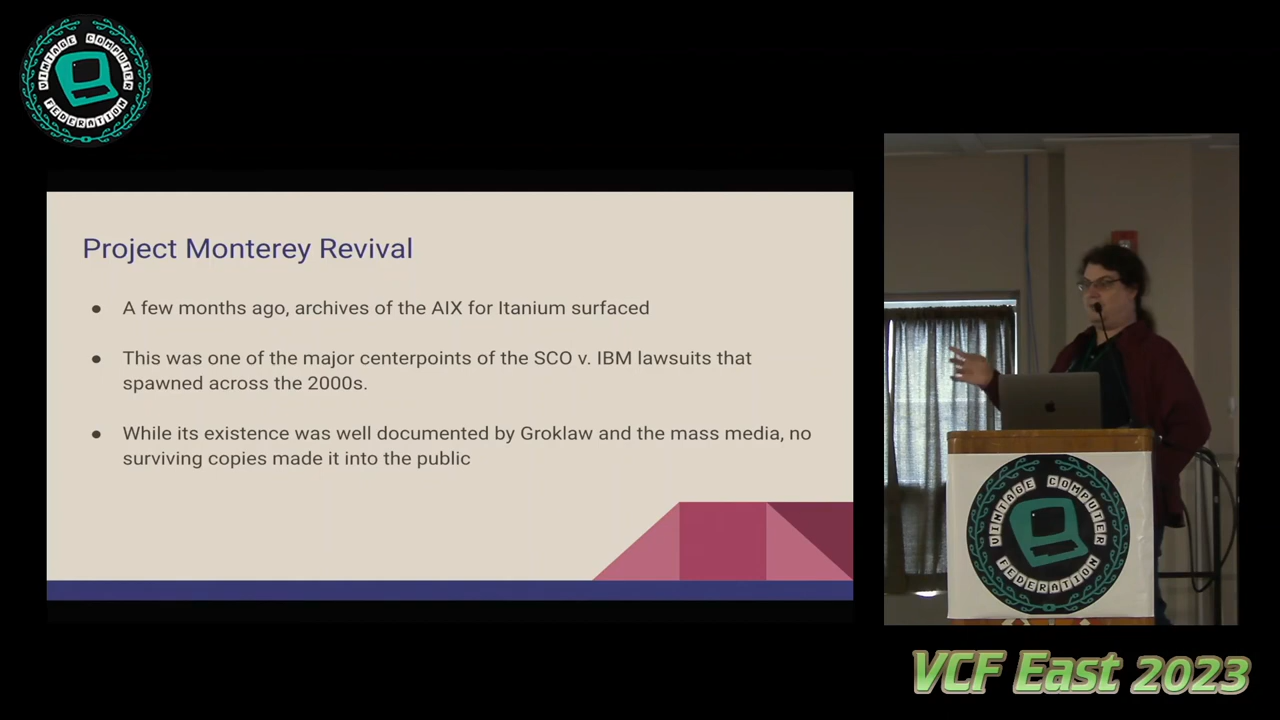 VINTAGE COMPUTER
FEDERATION
Project Monterey Revival
● A few months ago, archives of the AIX for Itanium surfaced
● This was one of the major centerpoints of the SCO v. IBM lawsuits that
spawned across the 2000s.
● While its existence was well documented by Groklaw and the mass media, no
surviving copies made it into the public
VINTAGE COMPUTER
FEDERATION
VCF East 2023